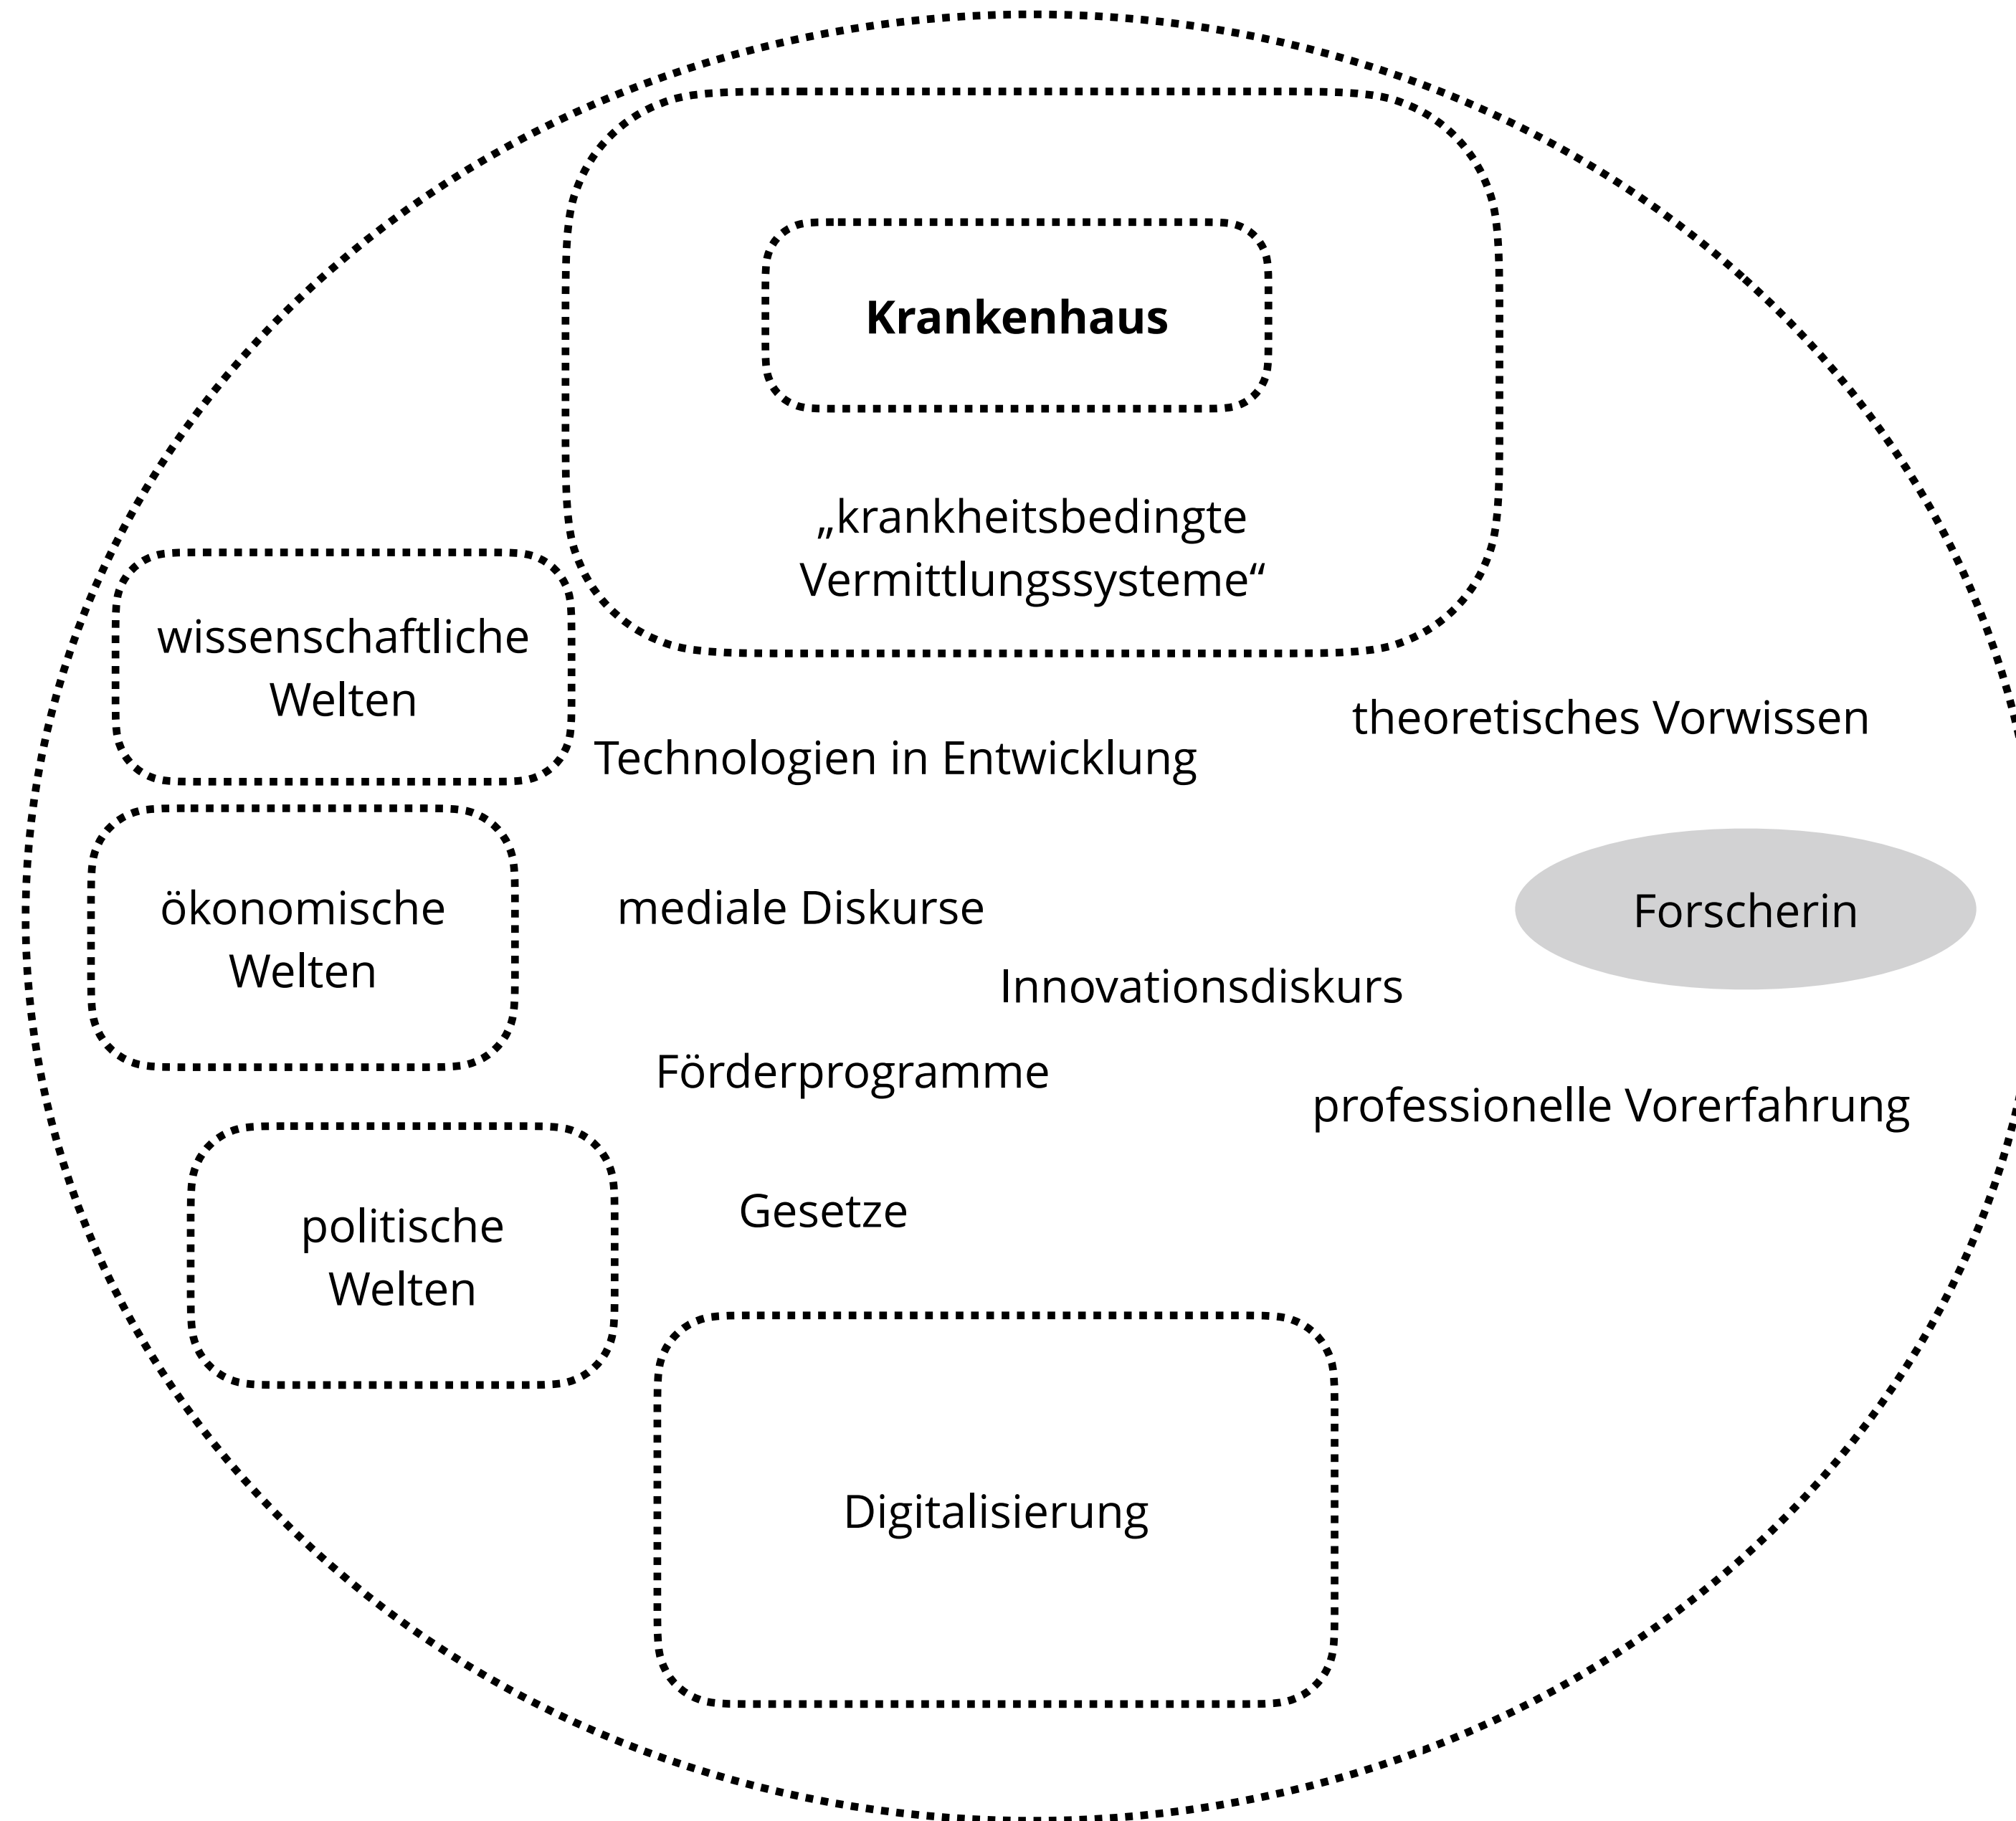 Krankenhaus
„krankheitsbedingte
Vermittlungssysteme“
wissenschaftliche
Welten
theoretisches Vorwissen
Technologien in Entwicklung
ökonomische
Welten
mediale Diskurse
Forscherin
Innovationsdiskurs
Förderprogramme
professionelle Vorerfahrung
politische
Welten
Gesetze
Digitalisierung